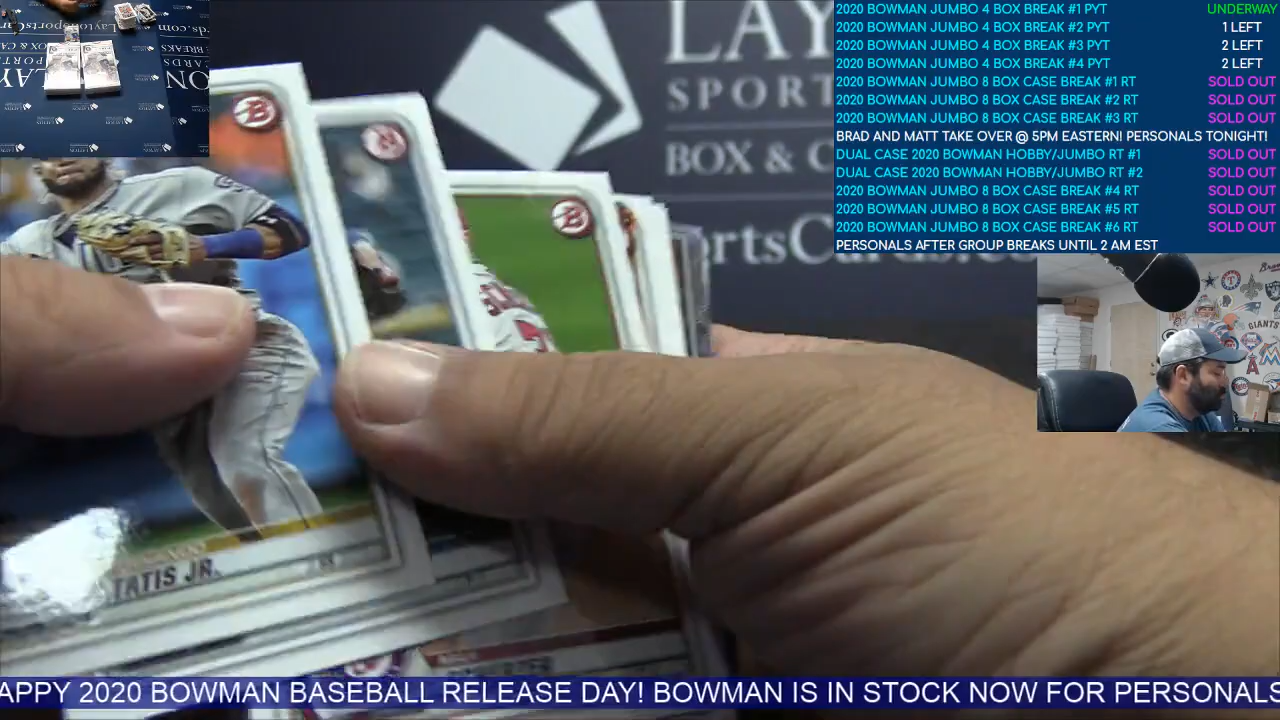 2020 BOWMAN JUMBO 4 BOX BREAK #1 PYT UNDERWAY
2020 BOWMAN JUMBO 4 BOX BREAK #2 PYT 1 LEFT
2020 BOWMAN JUMBO 4 BOX BREAK #3 PYT 2 LEFT
2020 BOWMAN JUMBO 4 BOX BREAK #4 PYT 2 LEFT
2020 BOWMAN JUMBO 8 BOX CASE BREAK #1 RT SOLD OUT
2020 BOWMAN JUMBO 8 BOX CASE BREAK #2 RT SOLD OUT
2020 BOWMAN JUMBO 8 BOX CASE BREAK #3 RT SOLD OUT
BRAD AND MATT TAKE OVER @ 5PM EASTERN! PERSONALS TONIGHT!
DUAL CASE 2020 BOWMAN HOBBY/JUMBO RT #1 SOLD OUT
DUAL CASE 2020 BOWMAN HOBBY/JUMBO RT #2 SOLD OUT
2020 BOWMAN JUMBO 8 BOX CASE BREAK #4 RT SOLD OUT
2020 BOWMAN JUMBO 8 BOX CASE BREAK #5 RT SOLD OUT
2020 BOWMAN JUMBO 8 BOX CASE BREAK #6 RT SOLD OUT
PERSONALS AFTER GROUP BREAKS UNTIL 2 AM EST
LAY
SPORT
BOX & C
ortsCards.co
B
B
B
GIANTS
TATIS JR.
APPY 2020 BOWMAN BASEBALL RELEASE DAY! BOWMAN IS IN STOCK NOW FOR PERSONALS